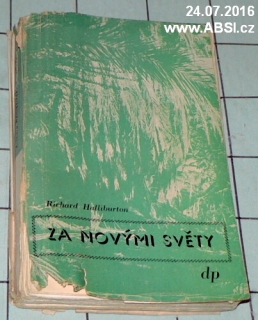 24.07.2016
www.ABSI.cz
Richard Halliburton
ZA NOVÝMI SVĚTY
dp